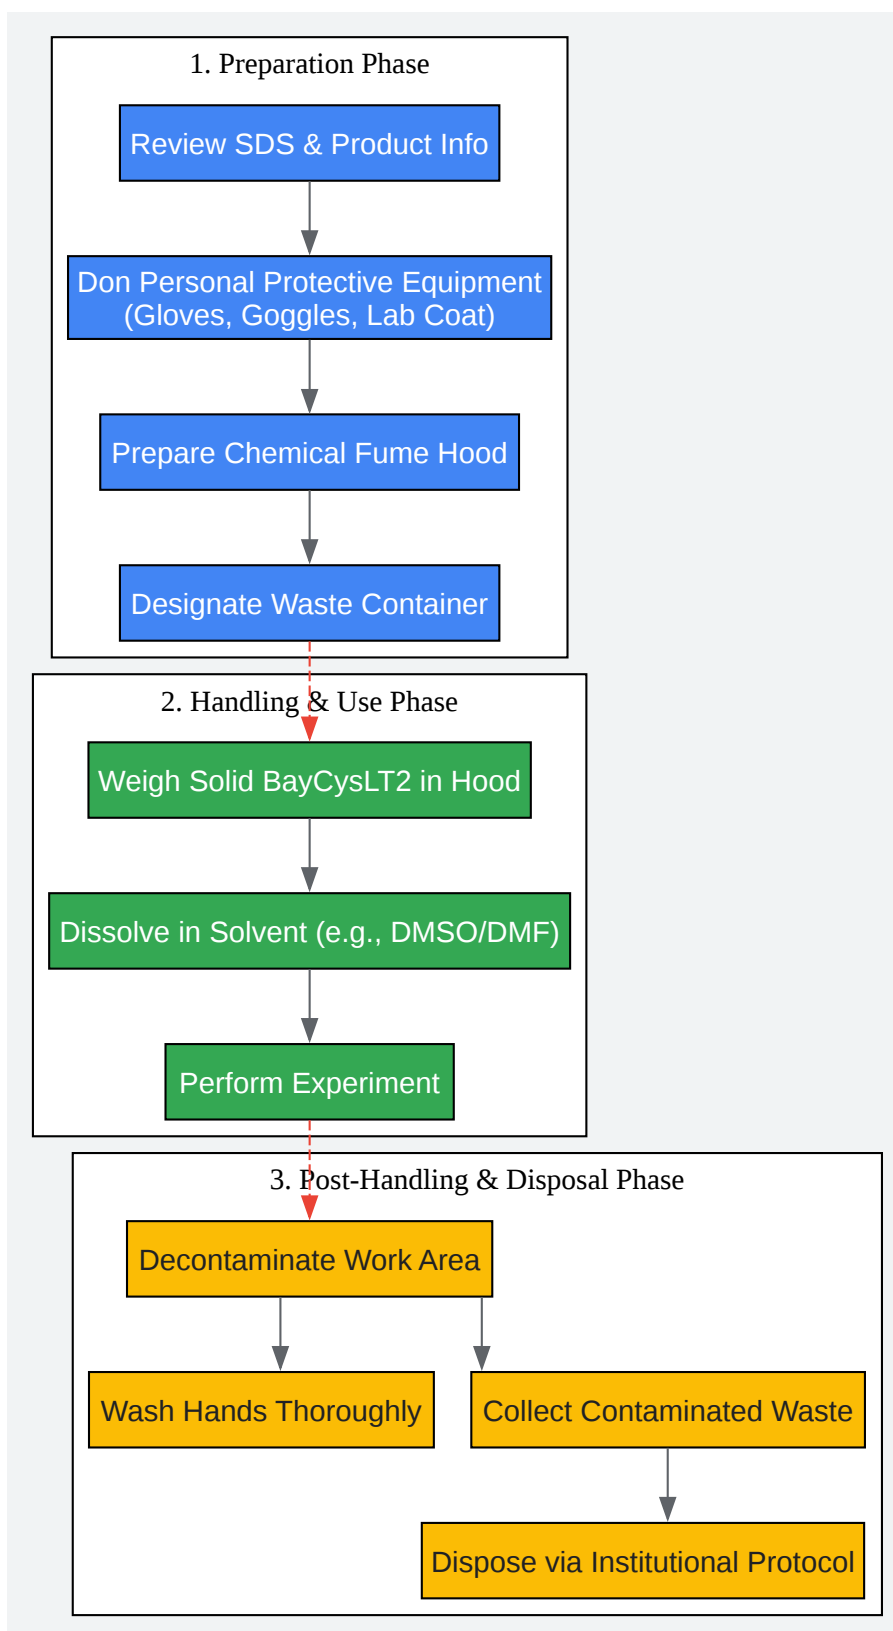 1. Preparation Phase
Review SDS & Product Info
Don Personal Protective Equipment
(Gloves, Goggles, Lab Coat)
Prepare Chemical Fume Hood
Designate Waste Container
2. Handling & Use Phase
Weigh Solid BayCysLT2 in Hood
Dissolve in Solvent (e.g., DMSO/DMF)
Perform Experiment
3. Post-Handling & Disposal Phase
Decontaminate Work Area
Wash Hands Thoroughly
Collect Contaminated Waste
Dispose via Institutional Protocol